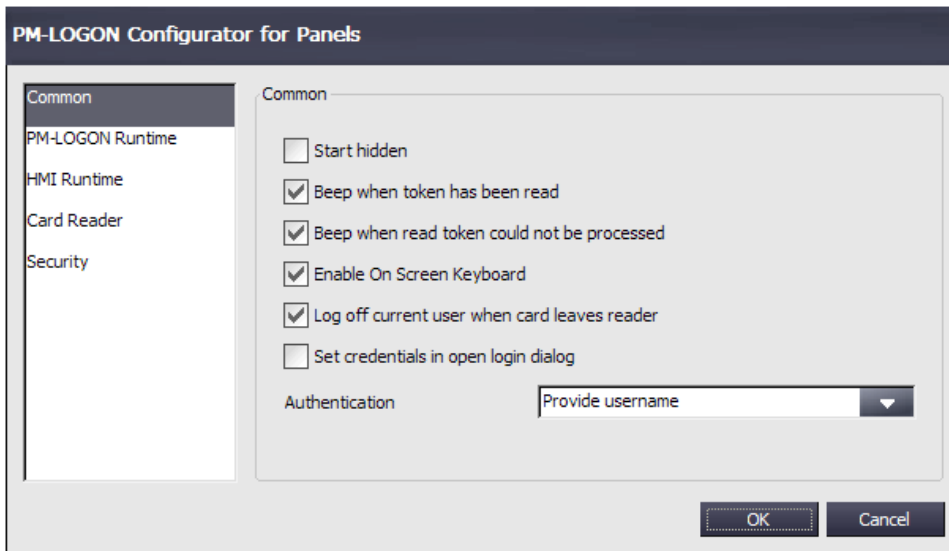 PM-LOGON Configurator for Panels
Common
PM-LOGON Runtime
HMI Runtime
Card Reader
Security
Common
Start hidden
Beep when token has been read
Beep when read token could not be processed
Enable On Screen Keyboard
Log off current user when card leaves reader
Set credentials in open login dialog
Authentication Provide username
OK Cancel